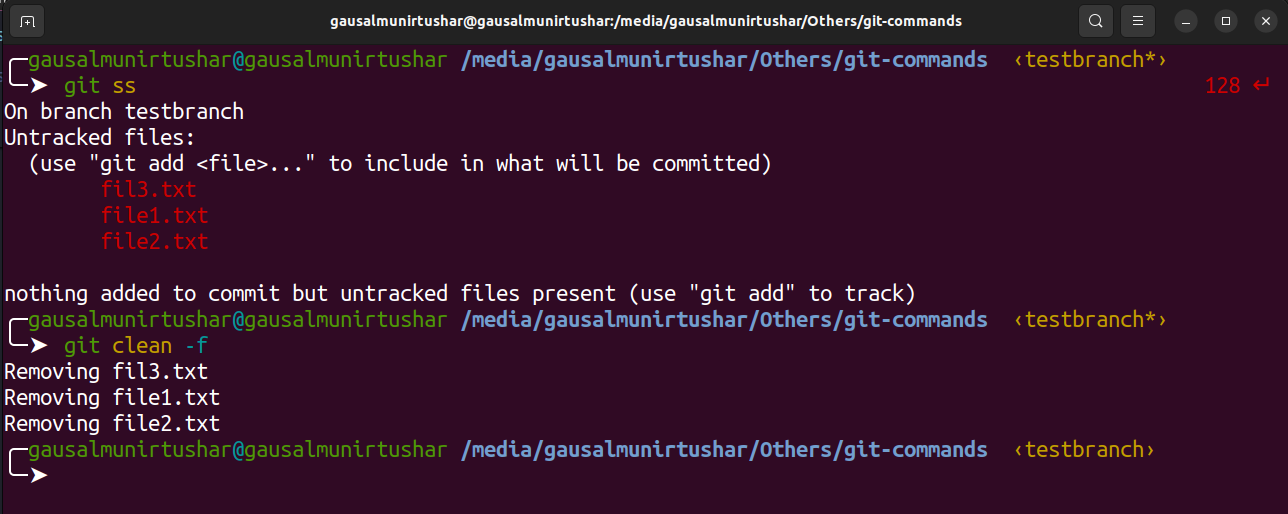 gausalmunirtushar@gausalmunirtushar:/media/gausalmunirtushar/Others/git-commands
gausalmunirtushar@gausalmunirtushar /media/gausalmunirtushar/Others/git-commands ‹testbranch*›
➤ git ss 128 ↵
On branch testbranch
Untracked files:
(use "git add <file>..." to include in what will be committed)
fil3.txt
file1.txt
file2.txt
nothing added to commit but untracked files present (use "git add" to track)
gausalmunirtushar@gausalmunirtushar /media/gausalmunirtushar/Others/git-commands ‹testbranch*›
➤ git clean -f
Removing fil3.txt
Removing file1.txt
Removing file2.txt
gausalmunirtushar@gausalmunirtushar /media/gausalmunirtushar/Others/git-commands ‹testbranch›
➤